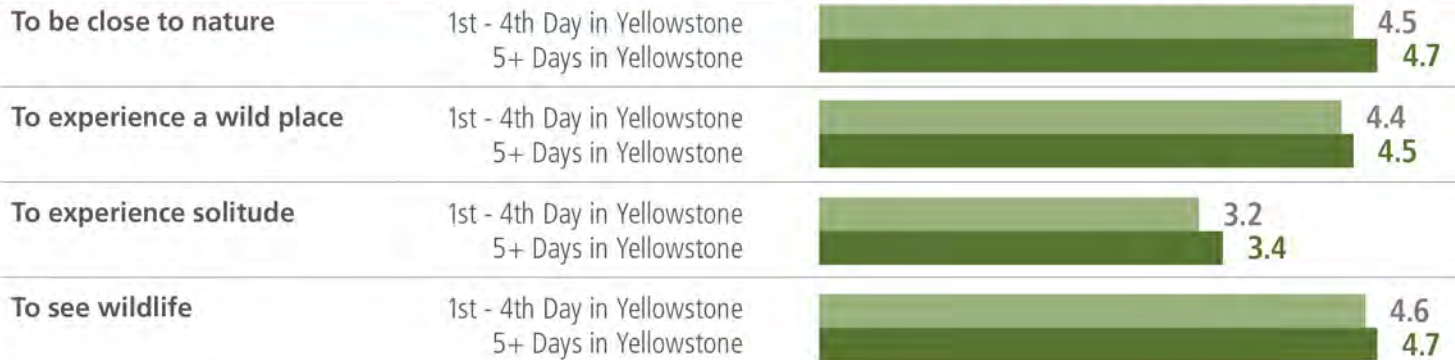 To be close to nature 1st - 4th Day in Yellowstone 4.5
5+ Days in Yellowstone 4.7
To experience a wild place 1st - 4th Day in Yellowstone 4.4
5+ Days in Yellowstone 4.5
To experience solitude 1st - 4th Day in Yellowstone 3.2
5+ Days in Yellowstone 3.4
To see wildlife 1st - 4th Day in Yellowstone 4.6
5+ Days in Yellowstone 4.7